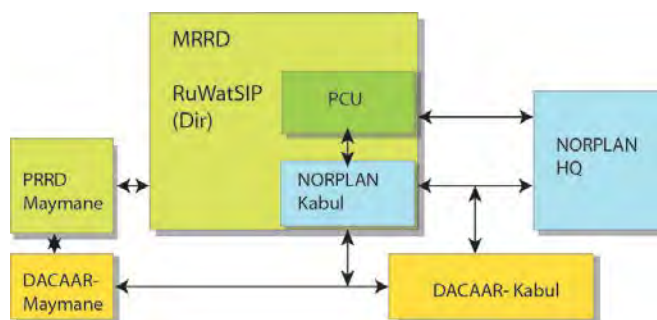 MRRD
RuWatSIP
(Dir)
PCU
NORPLAN
Kabul
NORPLAN
HQ
PRRD
Maymane
DACAAR-
Maymane
DACAAR- Kabul